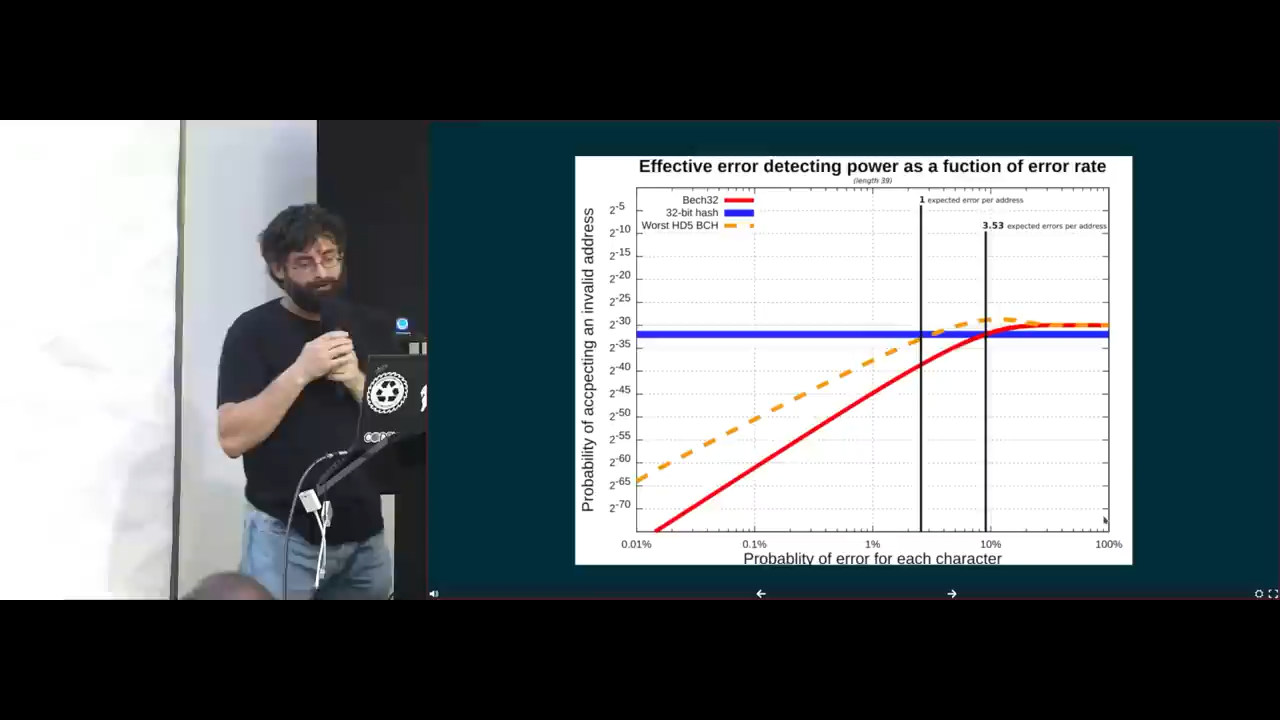 Effective error detecting power as a fuction of error rate
(length 39)
Bech32
32-bit hash
Worst HD5 BCH
1 expected error per address
3.53 expected errors per address
Probability of accpecting an invalid address
2^-5
2^-10
2^-15
2^-20
2^-25
2^-30
2^-35
2^-40
2^-45
2^-50
2^-55
2^-60
2^-65
2^-70
0.01%
0.1%
1%
10%
100%
Probablity of error for each character